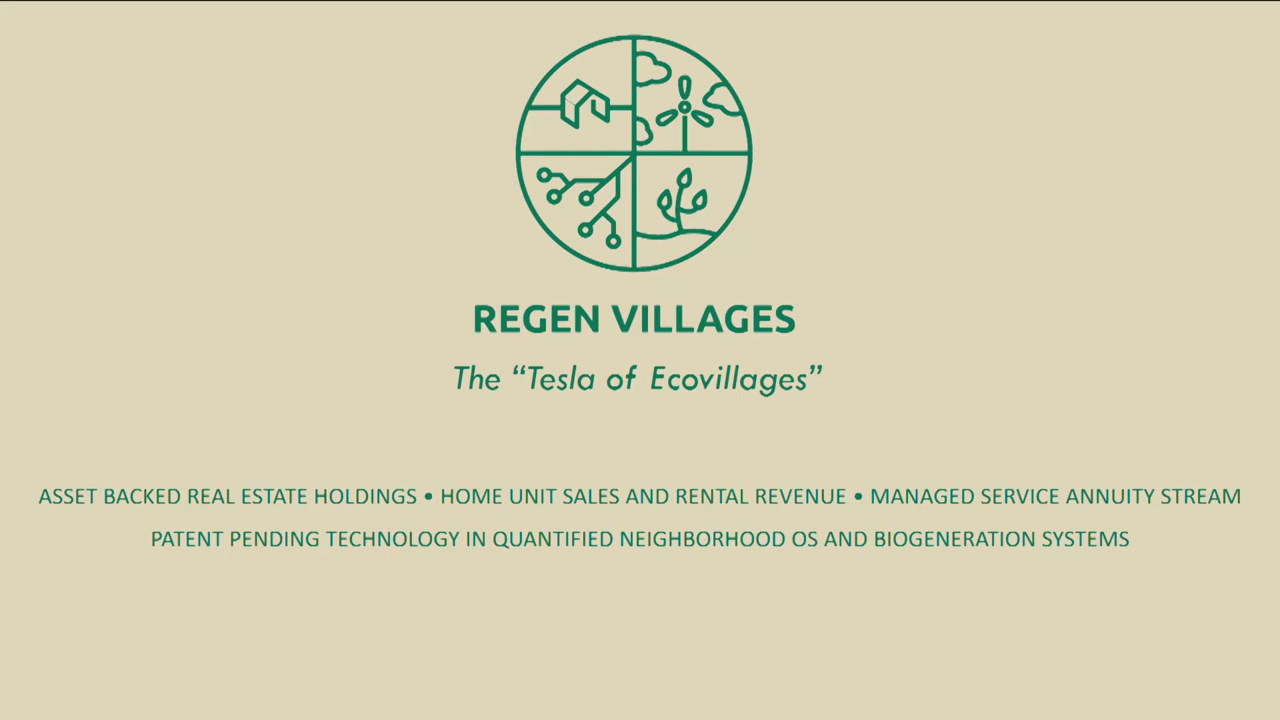 REGEN VILLAGES
The “Tesla of Ecovillages”
ASSET BACKED REAL ESTATE HOLDINGS • HOME UNIT SALES AND RENTAL REVENUE • MANAGED SERVICE ANNUITY STREAM
PATENT PENDING TECHNOLOGY IN QUANTIFIED NEIGHBORHOOD OS AND BIOGENERATION SYSTEMS